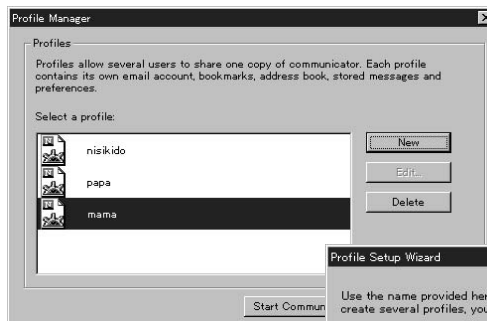 Profile Manager
Profiles
Profiles allow several users to share one copy of communicator. Each profile
contains its own email account, bookmarks, address book, stored messages and
preferences.
Select a profile:
nisikido
papa
mama
New
Edit...
Delete
Start Commun
Profile Setup Wizard
Use the name provided her
create several profiles, you